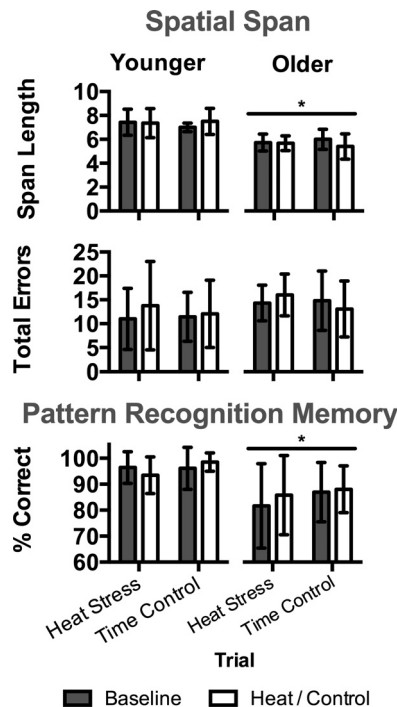 Spatial Span
Younger Older
Span Length
10
8
6
4
2
0
*
Total Errors
25
20
15
10
5
0
Pattern Recognition Memory
% Correct
100
90
80
70
60
*
Heat Stress
Time Control
Heat Stress
Time Control
Trial
Baseline Heat / Control